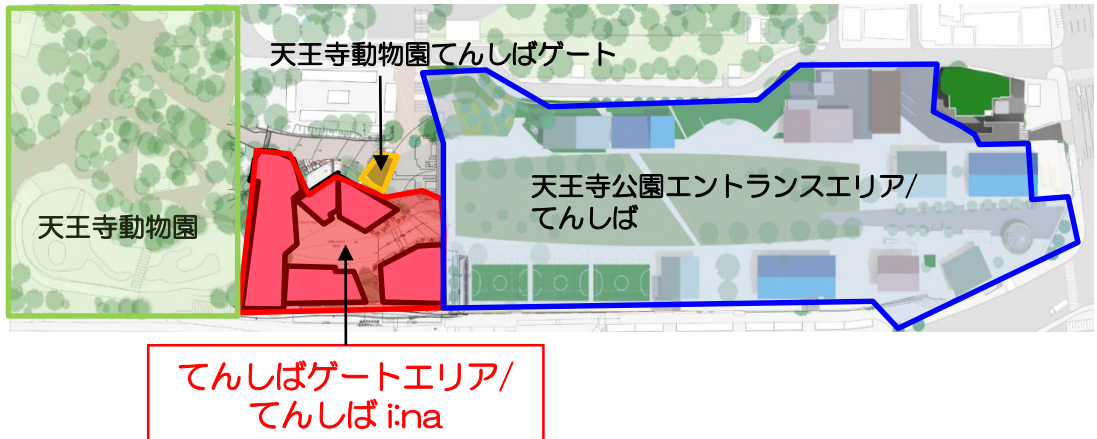 天王寺動物園てんしばゲート
天王寺公園エントランスエリア/
てんしば
天王寺動物園
てんしばゲートエリア/
てんしば i:na